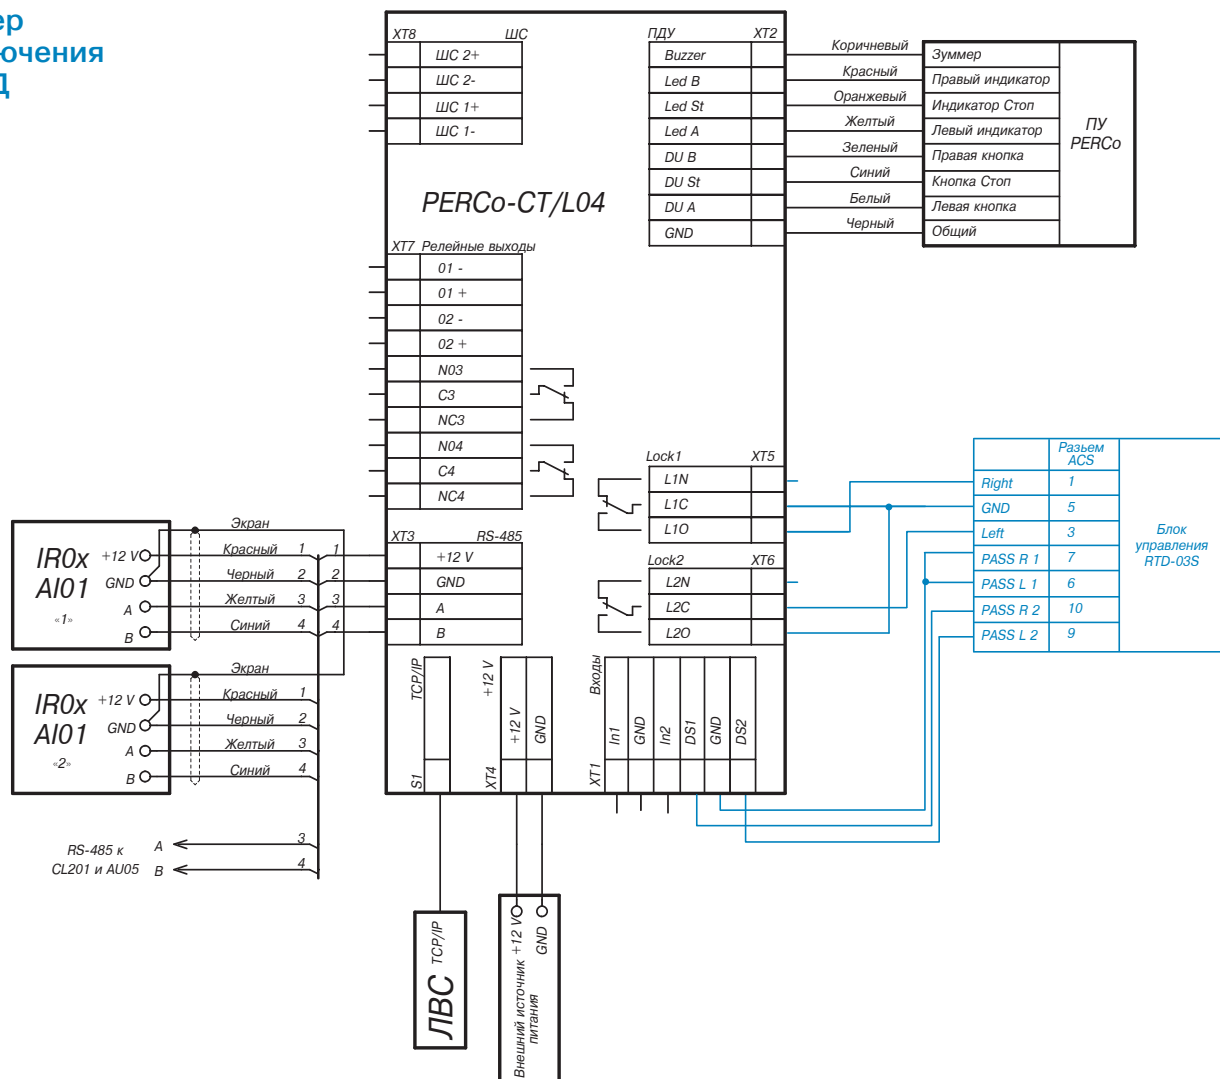 ер
ючения
Д
XT8 ШС
ШС 2+
ШС 2-
ШС 1+
ШС 1-
ПДУ XT2
Buzzer
Led B
Led St
Led A
DU B
DU St
DU A
GND
Коричневый
Красный
Оранжевый
Желтый
Зеленый
Синий
Белый
Черный
Зуммер
Правый индикатор
Индикатор Стоп
Левый индикатор
Правая кнопка
Кнопка Стоп
Левая кнопка
Общий
ПУ
PERCo
PERCo-CT/L04
XT7 Релейные выходы
01 -
01 +
02 -
02 +
N03
C3
NC3
N04
C4
NC4
XT3 RS-485
+12 V
GND
A
B
Lock1 XT5
L1N
L1C
L1O
Lock2 XT6
L2N
L2C
L2O
Разьем
ACS
Right 1
GND 5
Left 3
PASS R 1 7
PASS L 1 6
PASS R 2 10
PASS L 2 9
Блок
управления
RTD-03S
IR0x
AI01
«1»
+12 V
GND
A
B
Экран
Красный 1 1
Черный 2 2
Желтый 3 3
Синий 4 4
IR0x
AI01
«2»
+12 V
GND
A
B
Экран
Красный 1
Черный 2
Желтый 3
Синий 4
RS-485 к
CL201 и AU05
A 3
B 4
S1 TCP/IP
XT4 +12 V
+12 V
GND
XT1 Входы
In1
GND
In2
DS1
GND
DS2
ЛВС TCP/IP
Внешний источник
питания
+12 V
GND